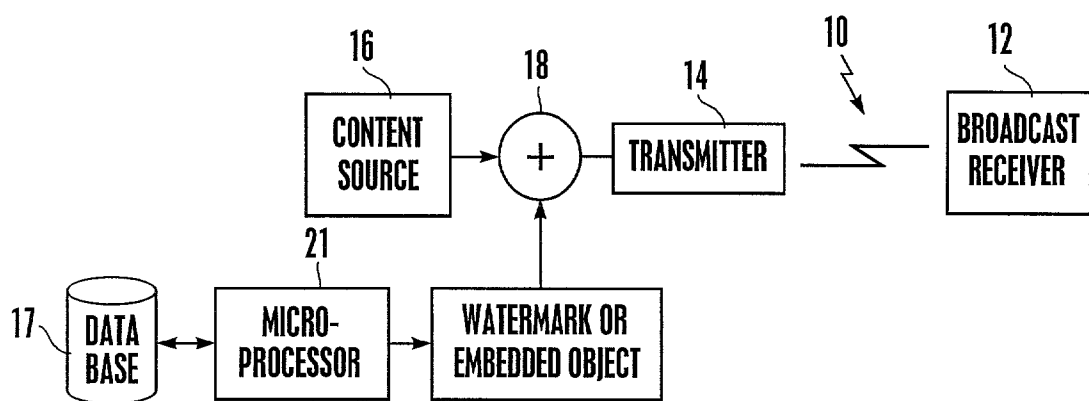 16
CONTENT
SOURCE
18
+
14
TRANSMITTER
10
12
BROADCAST
RECEIVER
17
DATA
BASE
21
MICRO-
PROCESSOR
WATERMARK OR
EMBEDDED OBJECT